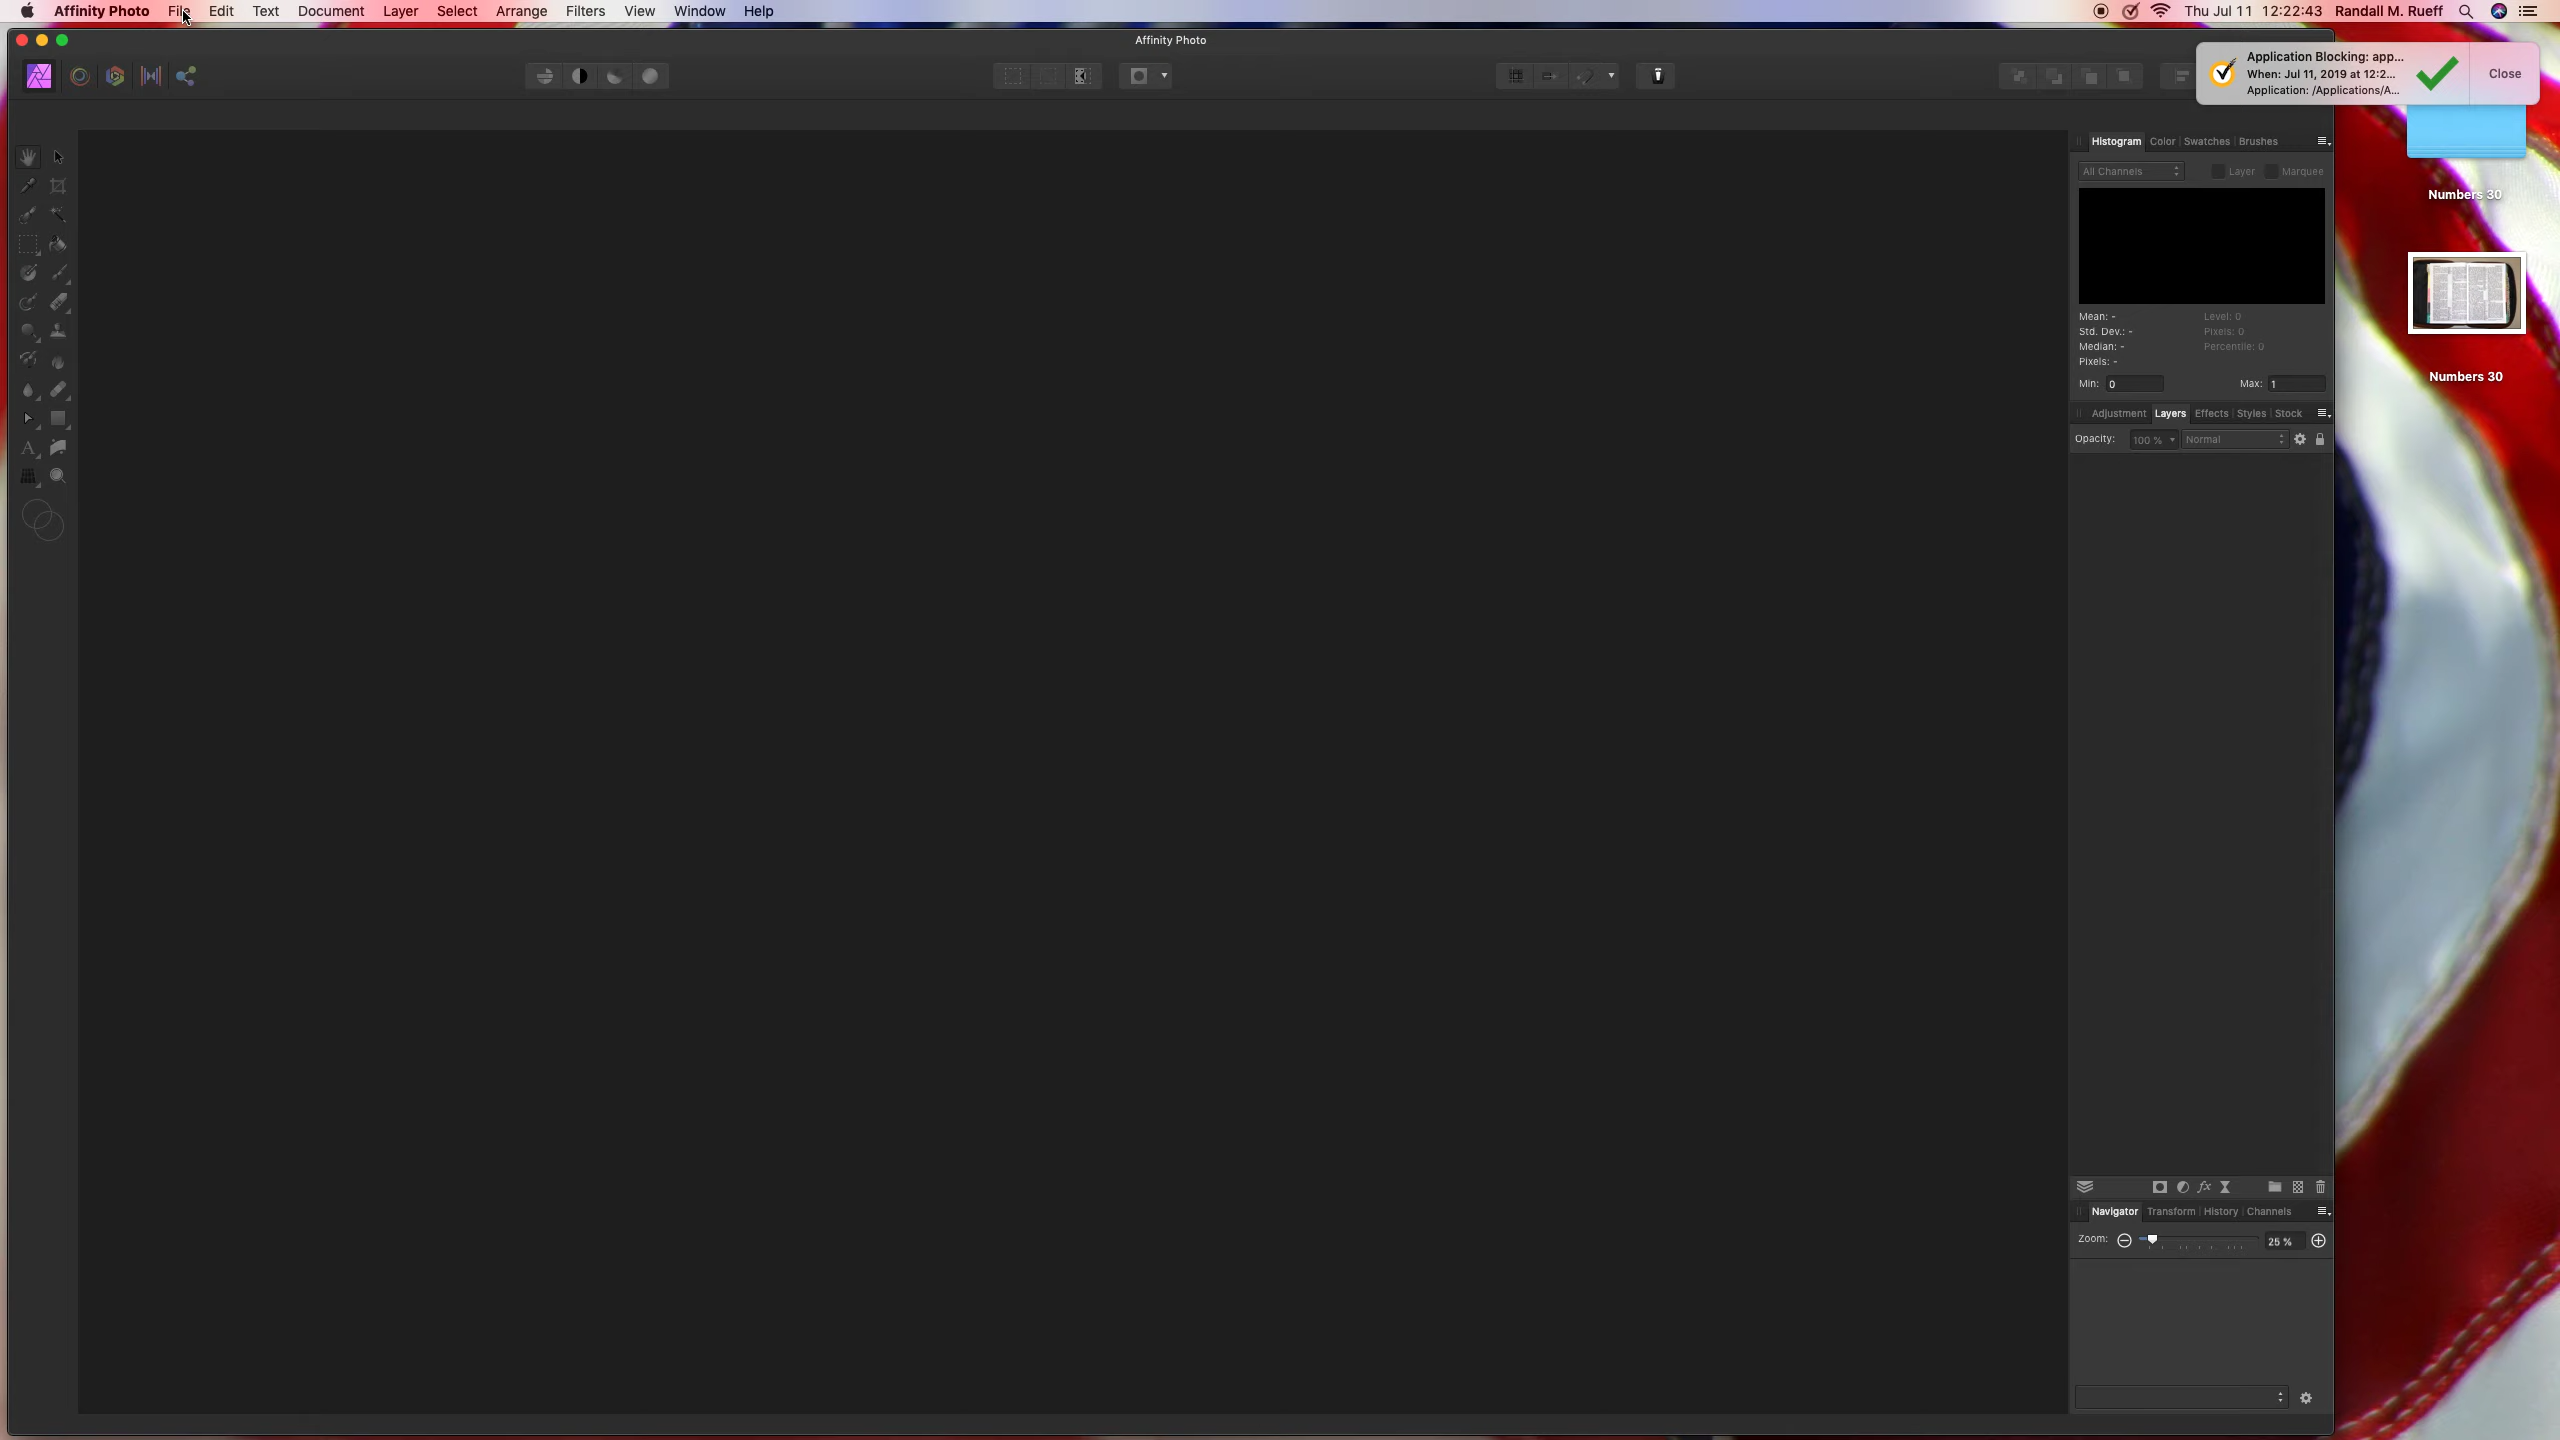 Affinity Photo File Edit Text Document Layer Select Arrange Filters View Window Help Thu Jul 11 12:22:43 Randall M. Rueff
Affinity Photo
Application Blocking: app...
When: Jul 11, 2019 at 12:2...
Application: /Applications/A...
Close
Histogram Color Swatches Brushes
All Channels Layer Marquee
Numbers 30
Mean: - Level: 0
Std. Dev.: - Pixels: 0
Median: - Percentile: 0
Pixels: -
Min: 0 Max: 1
Numbers 30
Adjustment Layers Effects Styles Stock
Opacity: 100 % Normal
fx
Navigator Transform History Channels
Zoom: 25 %